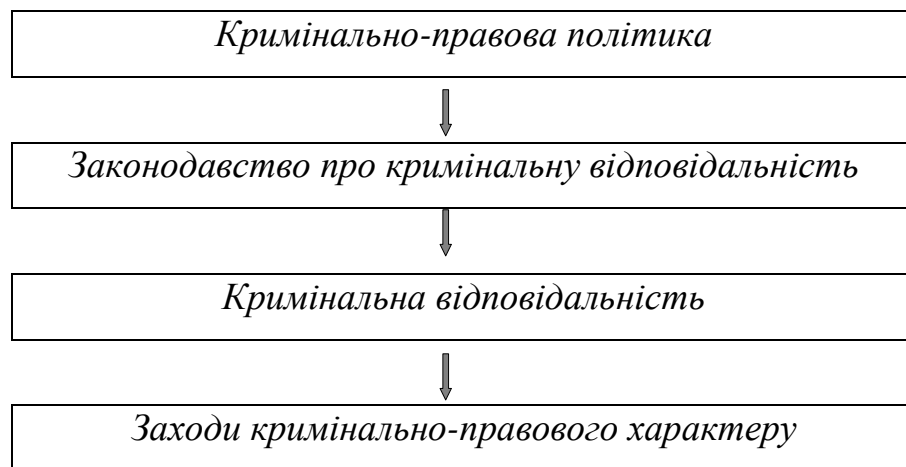 Кримінально-правова політика
Законодавство про кримінальну відповідальність
Кримінальна відповідальність
Заходи кримінально-правового характеру